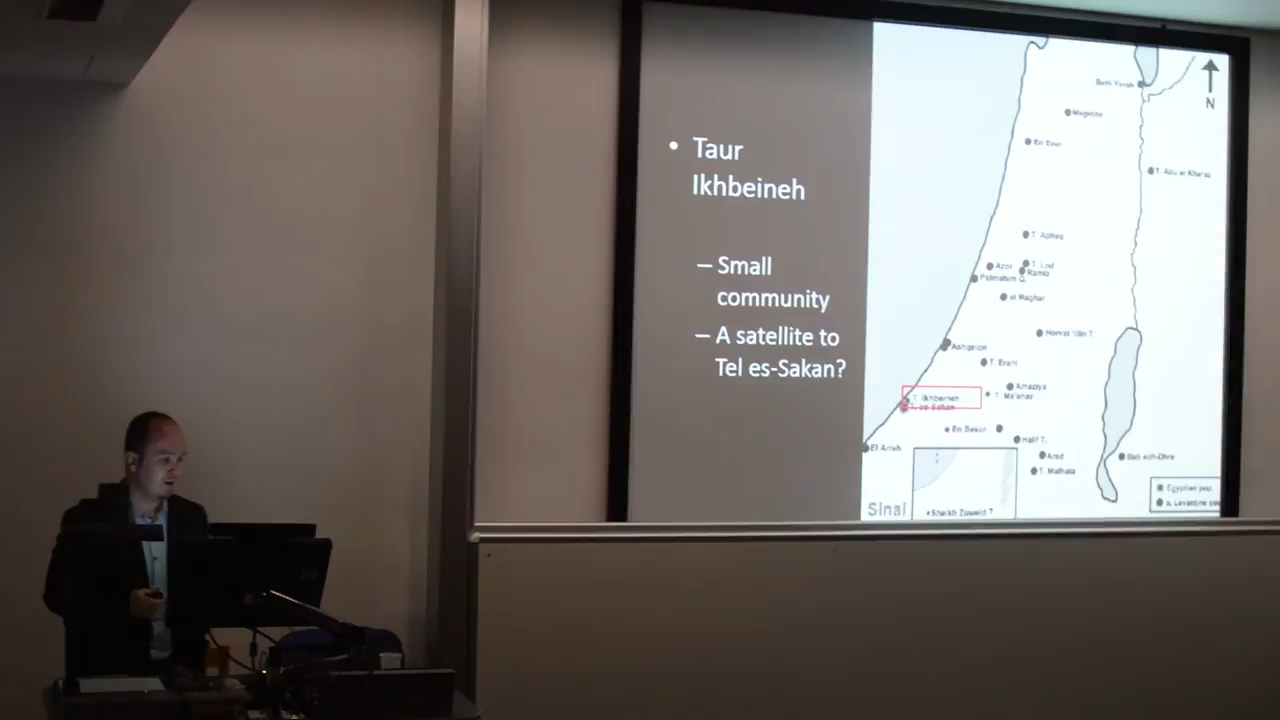 • Taur
Ikhbeineh
– Small
community
– A satellite to
Tel es-Sakan?
N
Beth Yerah
Megiddo
En Esur
T. Abu al-Kharaz
T. Aphaq
Azor
T. Lod
Ramla
Palmahim Q.
el Maghar
Horvat Illin T.
Ashqelon
T. Erani
Amaziya
T. Ma'ahaz
T. Ikhbeineh
T. es-Sakan
En Besor
Halif T.
El Arish
Arad
Bab edh-Dhra
T. Malhata
Sinai
Sheikh Zuweid ?
Egyptian